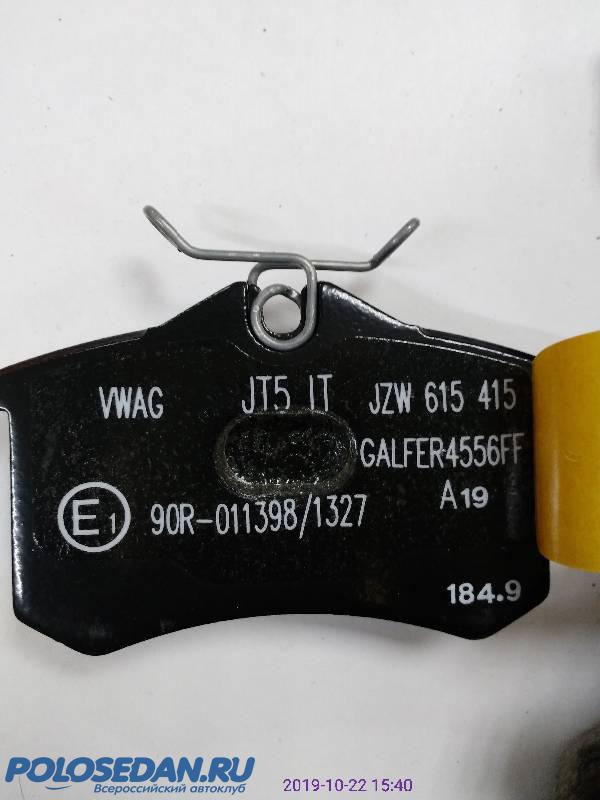 VWAG JT5 IT JZW 615 415
GALFER4556FF
E1 90R-011398/1327 A19
184.9
POLOSEDAN.RU
Всероссийский автоклуб
2019-10-22 15:40